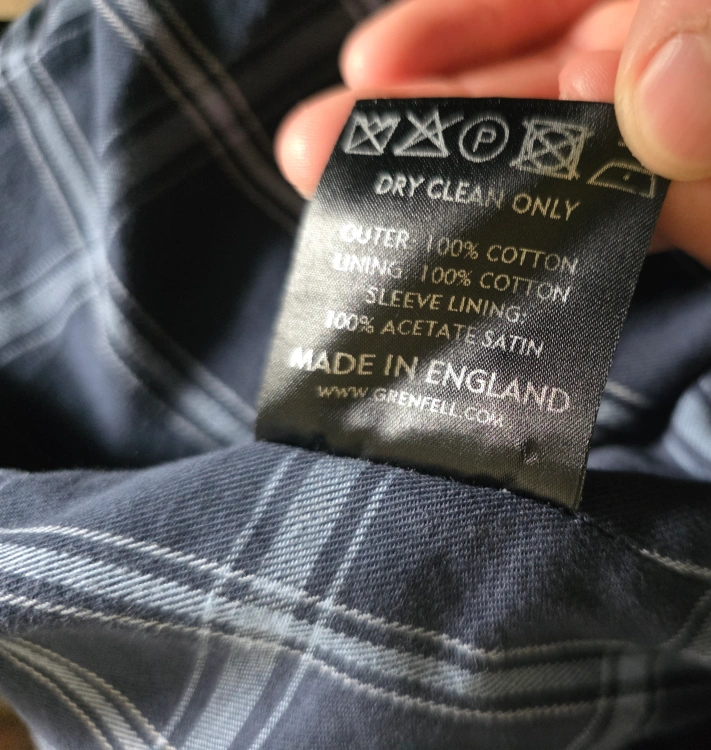 P
DRY CLEAN ONLY
OUTER: 100% COTTON
LINING: 100% COTTON
SLEEVE LINING:
100% ACETATE SATIN
MADE IN ENGLAND
WWW.GRENFELL.COM